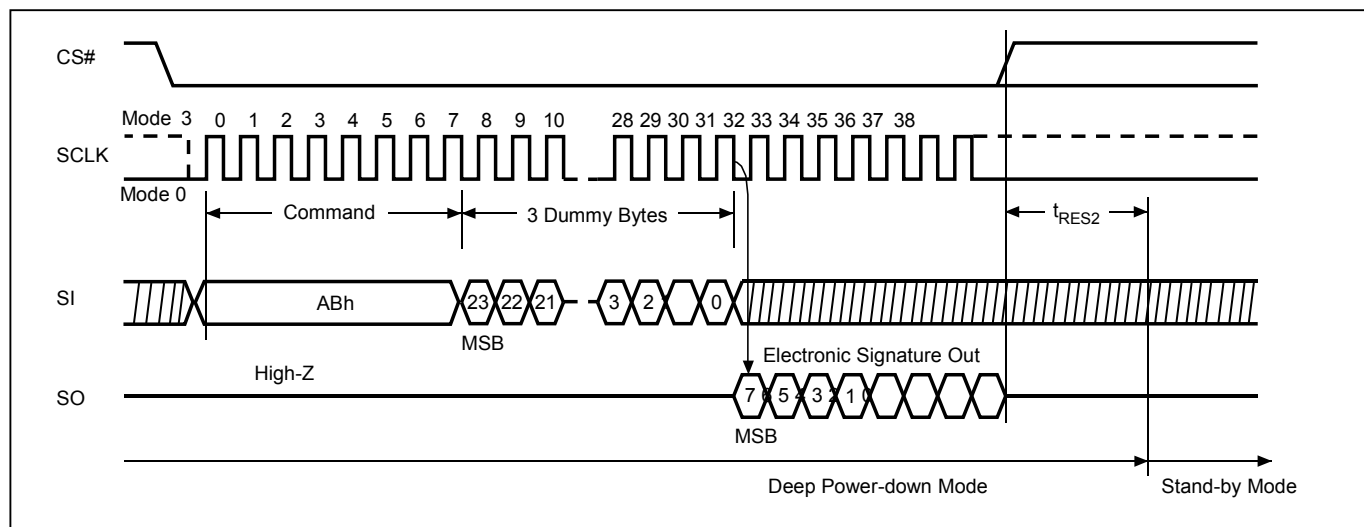 CS#
Mode 3 0 1 2 3 4 5 6 7 8 9 10 28 29 30 31 32 33 34 35 36 37 38
SCLK
Mode 0
Command
3 Dummy Bytes
tRES2
SI
ABh
23 22 21 3 2 0
MSB
Electronic Signature Out
High-Z
SO
7 6 5 4 3 2 1 0
MSB
Deep Power-down Mode
Stand-by Mode